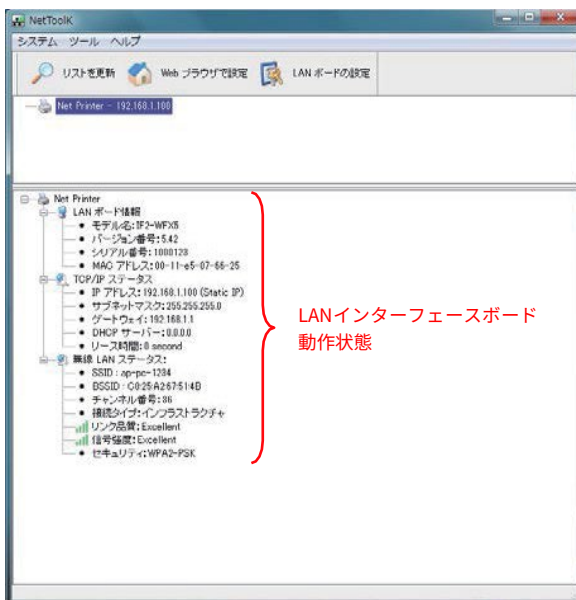 NetToolK
システム ツール ヘルプ
リストを更新 Web ブラウザで設定 LAN ボードの設定
Net Printer - 192.168.1.100
Net Printer
LAN ボード情報
モデル名:IF2-WFX5
バージョン番号:5.42
シリアル番号:1000123
MAC アドレス:00-11-e5-07-66-25
TCP/IP ステータス
IP アドレス:192.168.1.100 (Static IP)
サブネットマスク:255.255.255.0
ゲートウェイ:192.168.1.1
DHCP サーバー:0.0.0.0
リース時間:0 second
無線 LAN ステータス:
SSID : ap-pc-1234
BSSID : C0:25:A2:67:51:4B
チャンネル番号:36
接続タイプ:インフラストラクチャ
リンク品質:Excellent
信号強度:Excellent
セキュリティ:WPA2-PSK
LANインターフェースボード
動作状態